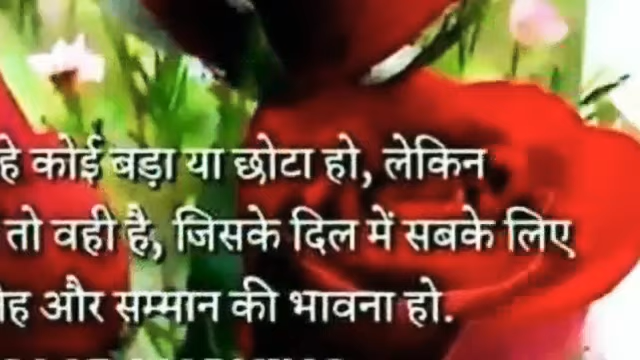 कोई बड़ा या छोटा हो, लेकिन
तो वही है, जिसके दिल में सबके लिए
और सम्मान की भावना हो.